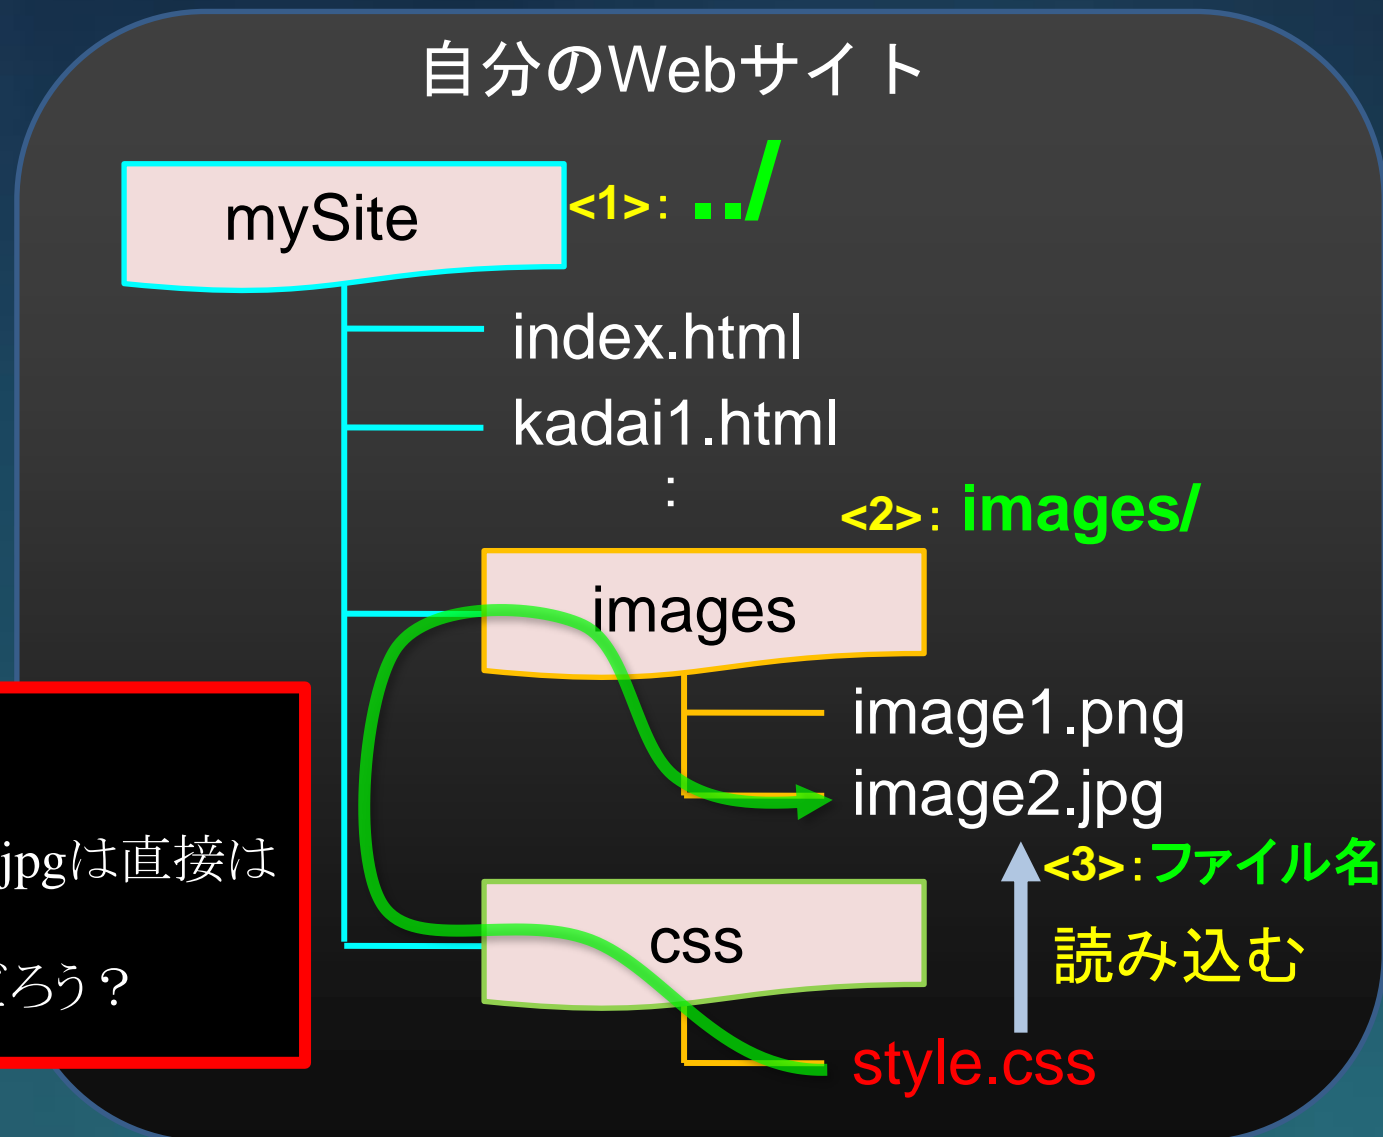 自分のWebサイト
mySite
<1>: ../
index.html
kadai1.html
:
<2>: images/
images
image1.png
image2.jpg
<3>:ファイル名
読み込む
css
style.css
jpgは直接は
だろう？